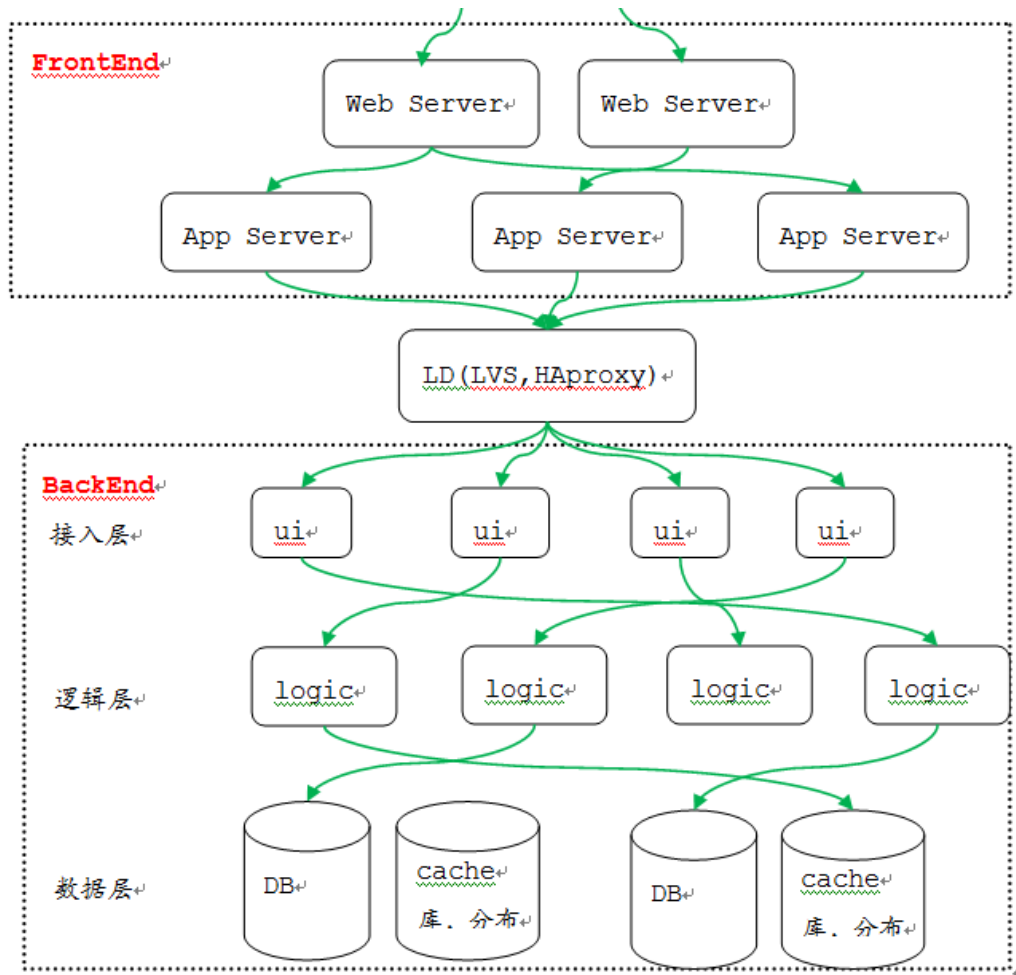 FrontEnd
Web Server
Web Server
App Server
App Server
App Server
LD(LVS,HAproxy)
BackEnd
接入层
ui
ui
ui
ui
逻辑层
logic
logic
logic
logic
数据层
DB
cache
库．分布
DB
cache
库．分布